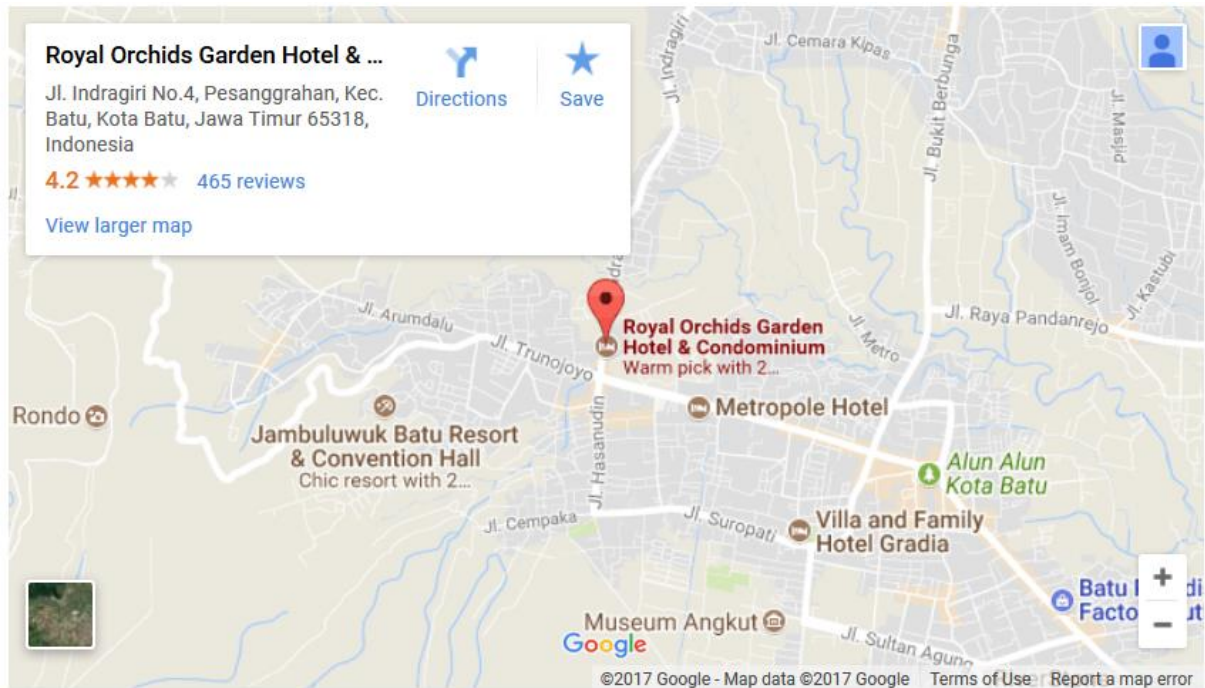 Royal Orchids Garden Hotel & ...
Jl. Indragiri No.4, Pesanggrahan, Kec.
Batu, Kota Batu, Jawa Timur 65318,
Indonesia
4.2
465 reviews
View larger map
Directions
Save
Jl. Indragiri
Jl. Cemara Kipas
Jl. Bukit Berbunga
Jl. Masjid
Jl. Imam Bonjol
Jl. Kastubi
Jl. Arumdalu
Jl. Trunojoyo
Royal Orchids Garden
Hotel & Condominium
Warm pick with 2...
Jl. Metro
Jl. Raya Pandanrejo
Rondo
Jambuluwuk Batu Resort
& Convention Hall
Chic resort with 2...
Jl. Hasanudin
Metropole Hotel
Alun Alun
Kota Batu
Jl. Cempaka
Jl. Suropati
Villa and Family
Hotel Gradia
Batu
Museum Angkut
Google
Jl. Sultan Agung
+
−
©2017 Google - Map data ©2017 Google
Terms of Use
Report a map error